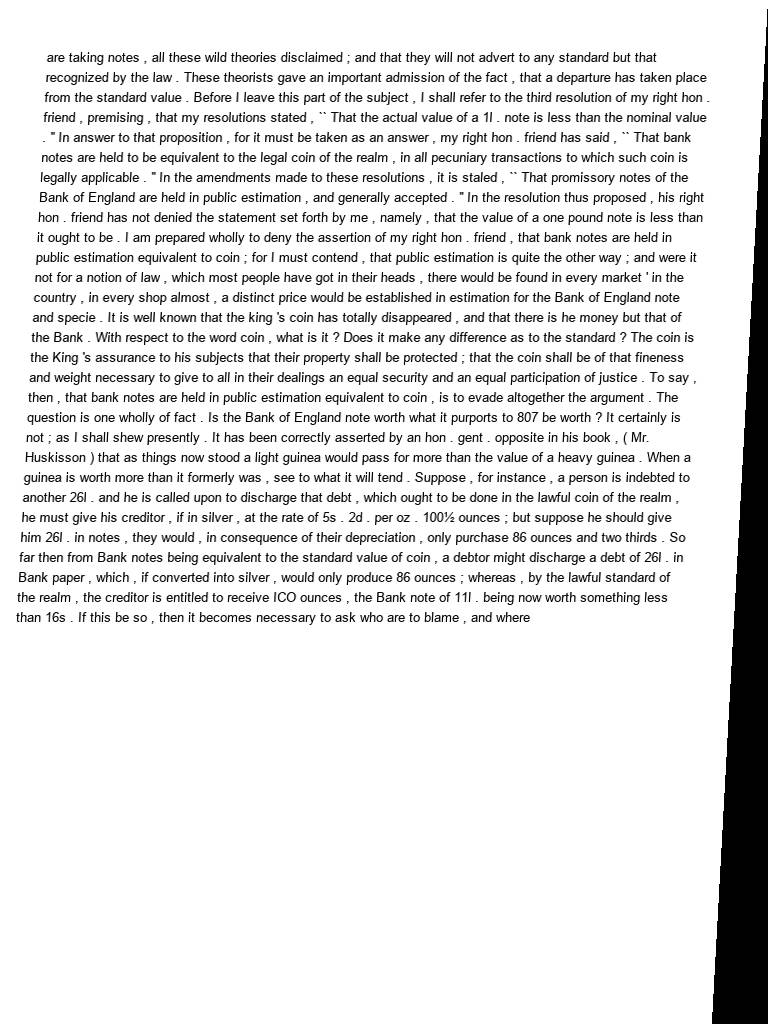 are taking notes , all these wild theories disclaimed ; and that they will not advert to any standard but that
recognized by the law . These theorists gave an important admission of the fact , that a departure has taken place
from the standard value . Before I leave this part of the subject , I shall refer to the third resolution of my right hon .
friend , premising , that my resolutions stated , `` That the actual value of a 1l . note is less than the nominal value
. '' In answer to that proposition , for it must be taken as an answer , my right hon . friend has said , `` That bank
notes are held to be equivalent to the legal coin of the realm , in all pecuniary transactions to which such coin is
legally applicable . '' In the amendments made to these resolutions , it is staled , `` That promissory notes of the
Bank of England are held in public estimation , and generally accepted . '' In the resolution thus proposed , his right
hon . friend has not denied the statement set forth by me , namely , that the value of a one pound note is less than
it ought to be . I am prepared wholly to deny the assertion of my right hon . friend , that bank notes are held in
public estimation equivalent to coin ; for I must contend , that public estimation is quite the other way ; and were it
not for a notion of law , which most people have got in their heads , there would be found in every market ' in the
country , in every shop almost , a distinct price would be established in estimation for the Bank of England note
and specie . It is well known that the king 's coin has totally disappeared , and that there is he money but that of
the Bank . With respect to the word coin , what is it ? Does it make any difference as to the standard ? The coin is
the King 's assurance to his subjects that their property shall be protected ; that the coin shall be of that fineness
and weight necessary to give to all in their dealings an equal security and an equal participation of justice . To say ,
then , that bank notes are held in public estimation equivalent to coin , is to evade altogether the argument . The
question is one wholly of fact . Is the Bank of England note worth what it purports to 807 be worth ? It certainly is
not ; as I shall shew presently . It has been correctly asserted by an hon . gent . opposite in his book , ( Mr.
Huskisson ) that as things now stood a light guinea would pass for more than the value of a heavy guinea . When a
guinea is worth more than it formerly was , see to what it will tend . Suppose , for instance , a person is indebted to
another 26l . and he is called upon to discharge that debt , which ought to be done in the lawful coin of the realm ,
he must give his creditor , if in silver , at the rate of 5s . 2d . per oz . 100½ ounces ; but suppose he should give
him 26l . in notes , they would , in consequence of their depreciation , only purchase 86 ounces and two thirds . So
far then from Bank notes being equivalent to the standard value of coin , a debtor might discharge a debt of 26l . in
Bank paper , which , if converted into silver , would only produce 86 ounces ; whereas , by the lawful standard of
the realm , the creditor is entitled to receive ICO ounces , the Bank note of 11l . being now worth something less
than 16s . If this be so , then it becomes necessary to ask who are to blame , and where